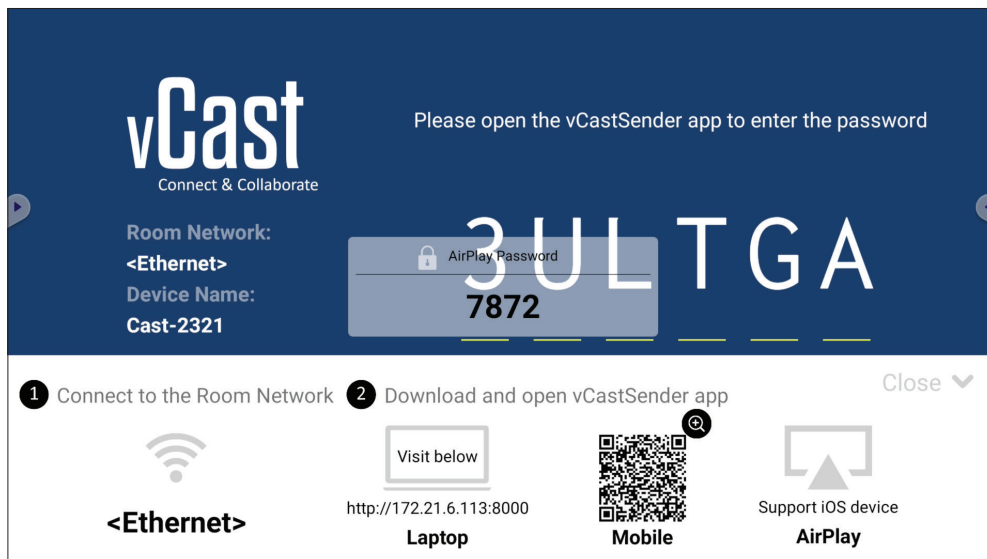 vCast
Connect & Collaborate
Please open the vCastSender app to enter the password
Room Network:
<Ethernet>
Device Name:
Cast-2321
3ULTGA
AirPlay Password
7872
1 Connect to the Room Network
2 Download and open vCastSender app
Close
<Ethernet>
Visit below
http://172.21.6.113:8000
Laptop
Mobile
Support iOS device
AirPlay